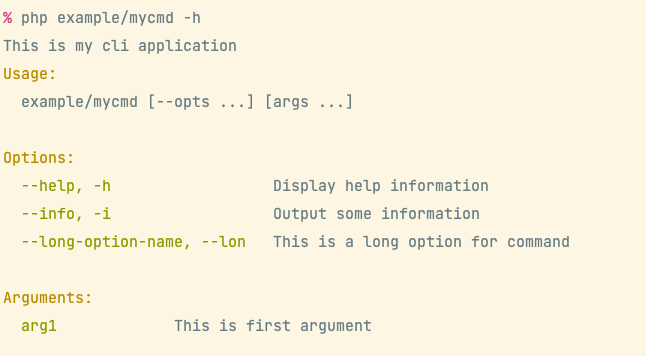 % php example/mycmd -h
This is my cli application
Usage:
  example/mycmd [--opts ...] [args ...]

Options:
  --help, -h                  Display help information
  --info, -i                  Output some information
  --long-option-name, --lon   This is a long option for command

Arguments:
  arg1             This is first argument